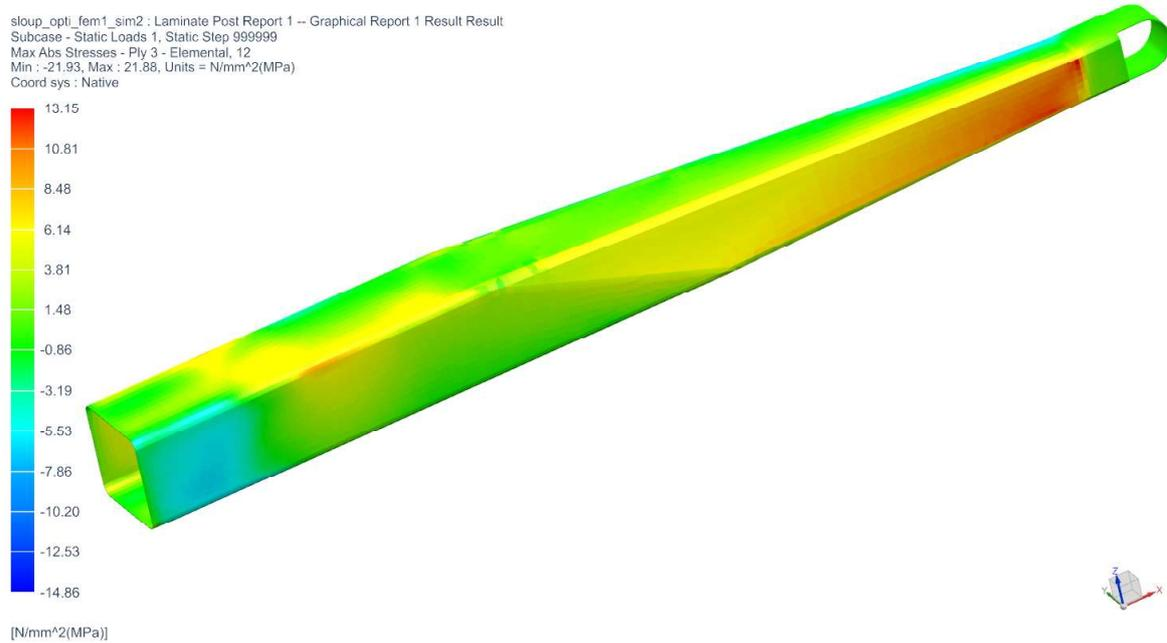 sloup_opti_fem1_sim2 : Laminate Post Report 1 -- Graphical Report 1 Result Result
Subcase - Static Loads 1, Static Step 999999
Max Abs Stresses - Ply 3 - Elemental, 12
Min : -21.93, Max : 21.88, Units = N/mm^2(MPa)
Coord sys : Native
13.15
10.81
8.48
6.14
3.81
1.48
-0.86
-3.19
-5.53
-7.86
-10.20
-12.53
-14.86
[N/mm^2(MPa)]
Z
Y
X